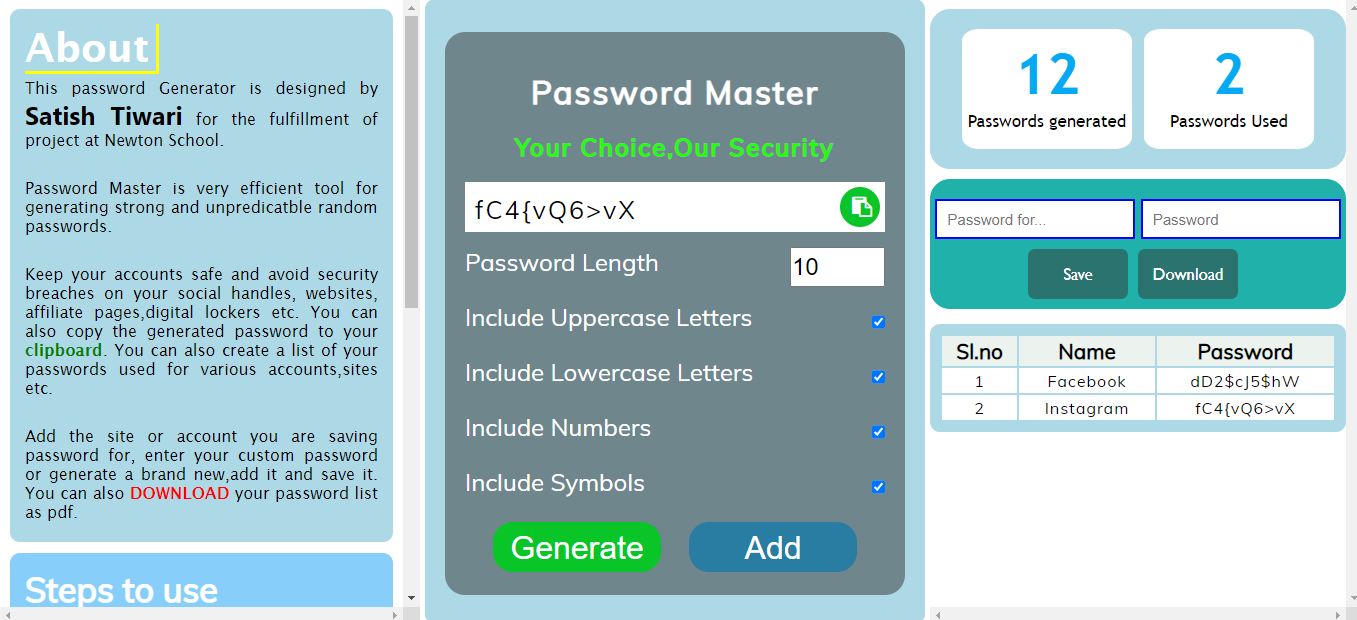 About
This password Generator is designed by
Satish Tiwari for the fulfillment of
project at Newton School.
Password Master is very efficient tool for
generating strong and unpredicatble random
passwords.
Keep your accounts safe and avoid security
breaches on your social handles, websites,
affiliate pages,digital lockers etc. You can
also copy the generated password to your
clipboard. You can also create a list of your
passwords used for various accounts,sites
etc.
Add the site or account you are saving
password for, enter your custom password
or generate a brand new,add it and save it.
You can also DOWNLOAD your password list
as pdf.
Steps to use
Password Master
Your Choice,Our Security
fC4{vQ6>vX
Password Length 10
Include Uppercase Letters
Include Lowercase Letters
Include Numbers
Include Symbols
Generate Add
12 2
Passwords generated Passwords Used
Password for... Password
Save Download
Sl.no Name Password
1 Facebook dD2$cJ5$hW
2 Instagram fC4{vQ6>vX